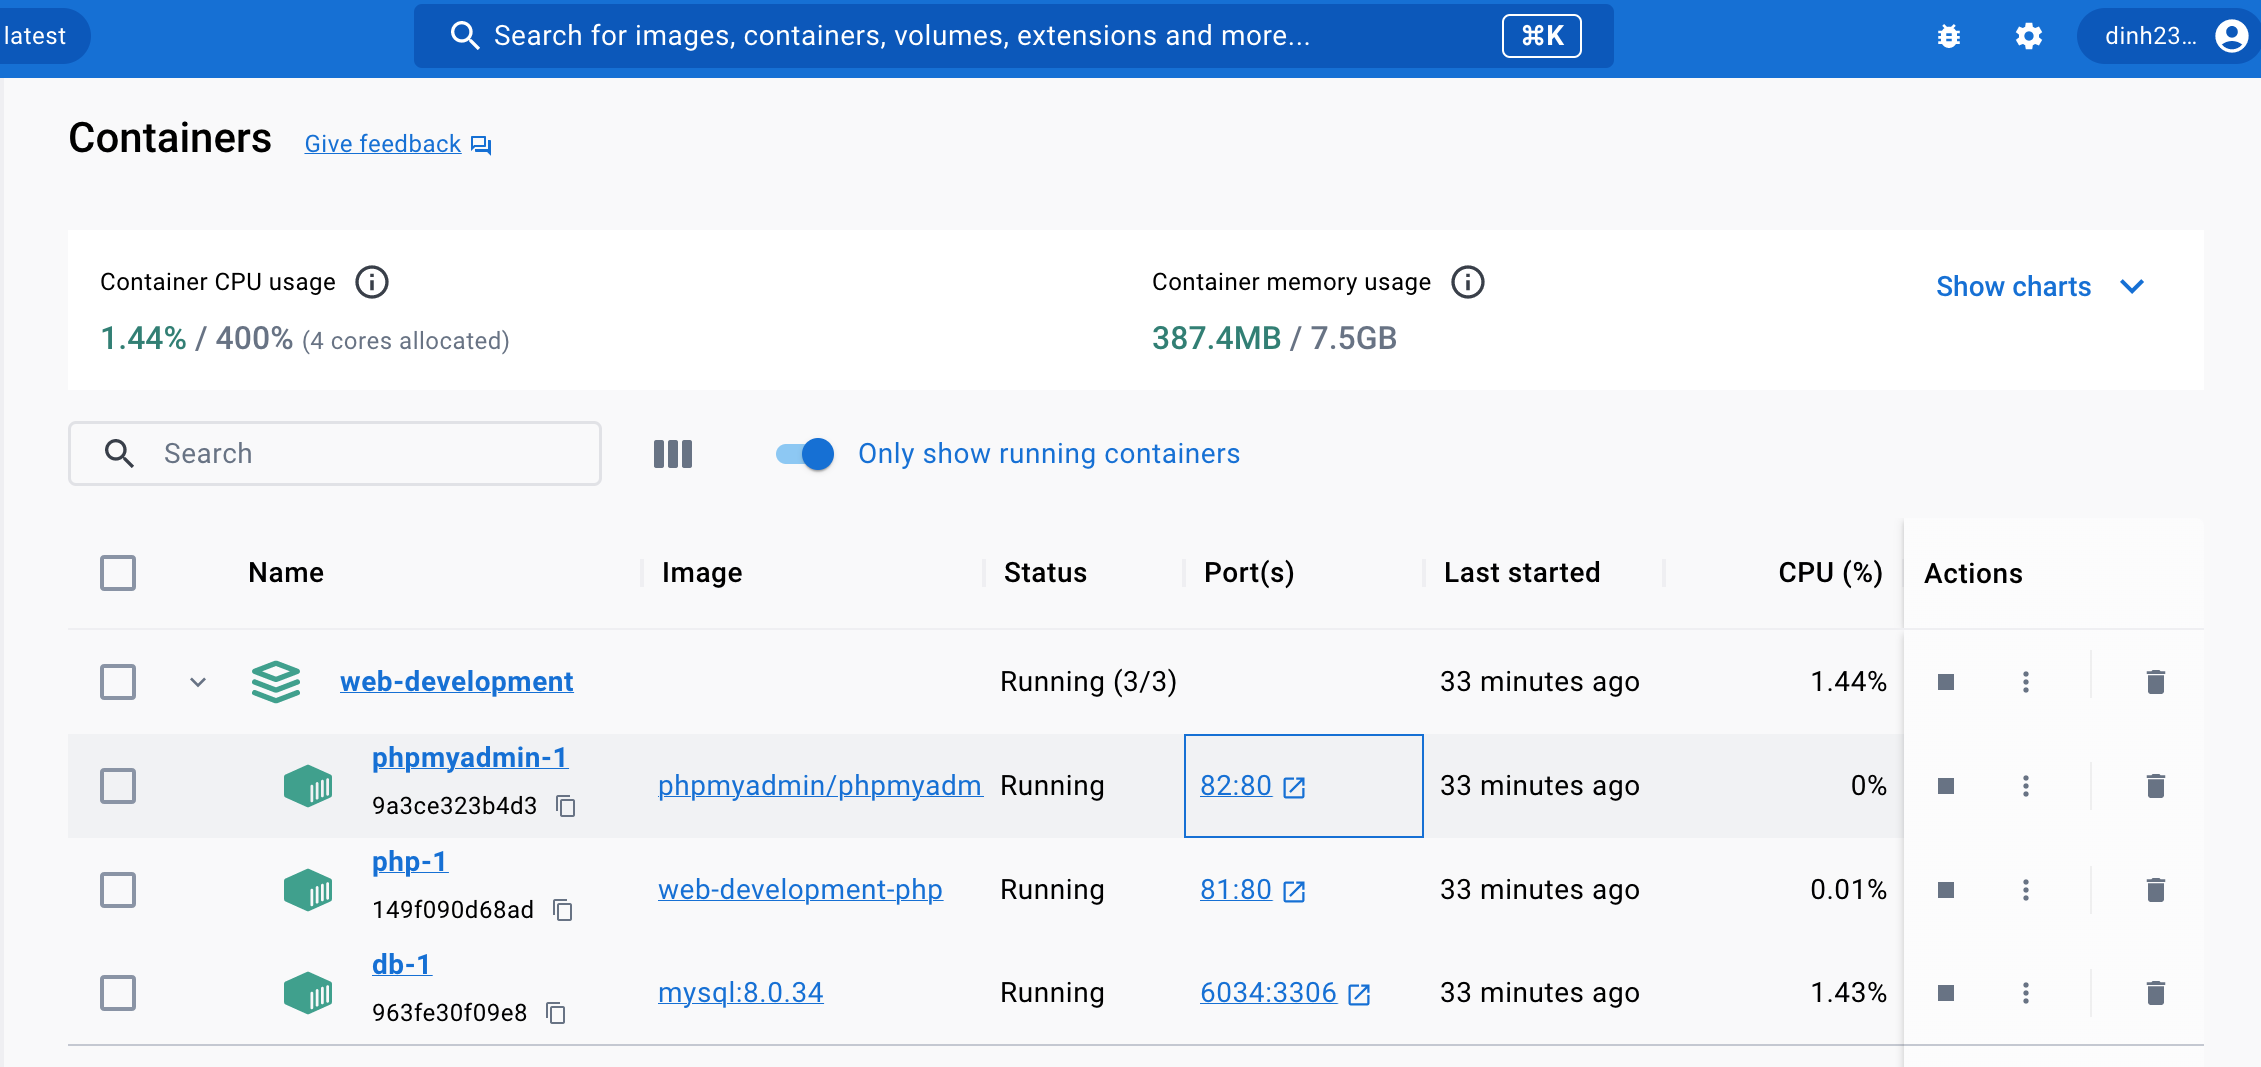 latest
Search for images, containers, volumes, extensions and more...
⌘K
dinh23...
Containers
Give feedback
Container CPU usage
1.44% / 400% (4 cores allocated)
Container memory usage
387.4MB / 7.5GB
Show charts
Search
Only show running containers
Name Image Status Port(s) Last started CPU (%) Actions
web-development Running (3/3) 33 minutes ago 1.44%
phpmyadmin-1
9a3ce323b4d3
phpmyadmin/phpmyadm Running 82:80 33 minutes ago 0%
php-1
149f090d68ad
web-development-php Running 81:80 33 minutes ago 0.01%
db-1
963fe30f09e8
mysql:8.0.34 Running 6034:3306 33 minutes ago 1.43%